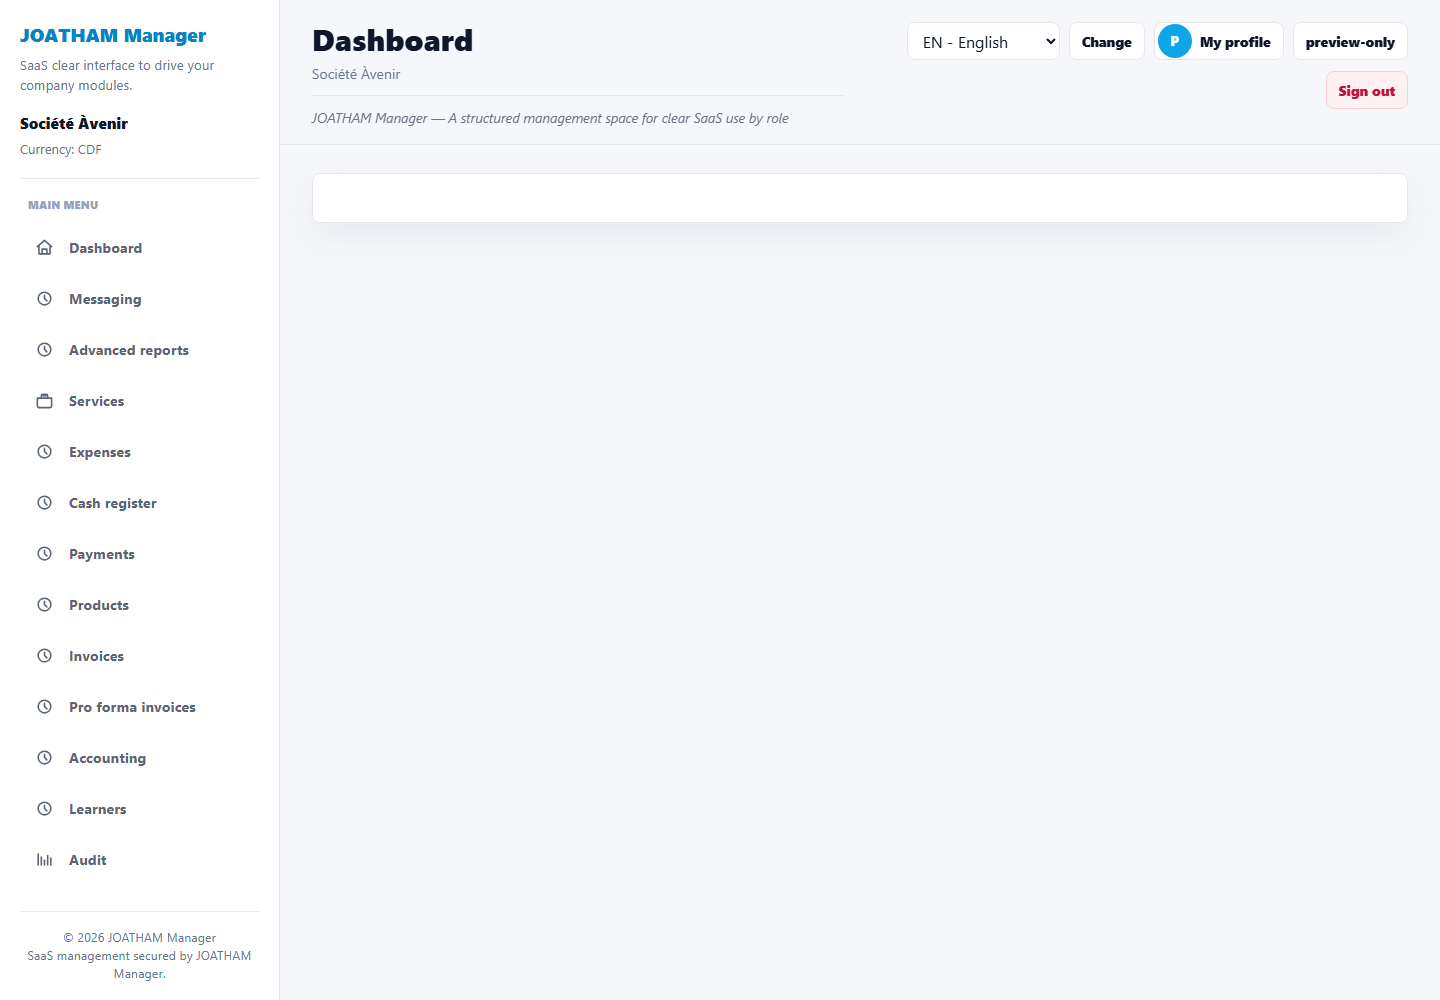 JOATHAM Manager
SaaS clear interface to drive your
company modules.
Société Àvenir
Currency: CDF
MAIN MENU
Dashboard
Messaging
Advanced reports
Services
Expenses
Cash register
Payments
Products
Invoices
Pro forma invoices
Accounting
Learners
Audit
© 2026 JOATHAM Manager
SaaS management secured by JOATHAM
Manager.
Dashboard
Société Àvenir
JOATHAM Manager — A structured management space for clear SaaS use by role
EN - English
Change
P
My profile
preview-only
Sign out